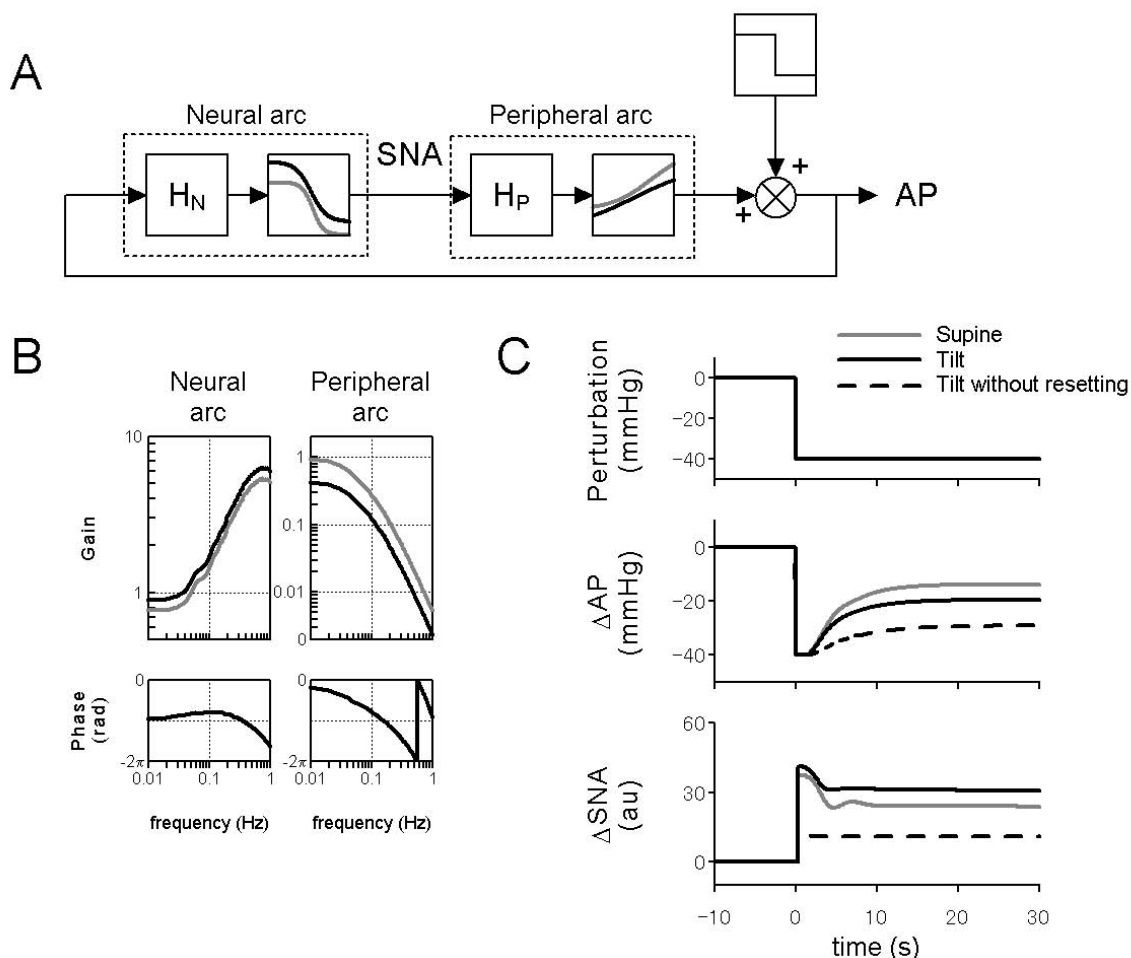 A
Neural arc
SNA
Peripheral arc
H_N
H_P
+
+
AP
B
Neural
arc
Peripheral
arc
Gain
10
1
1
0.1
0.01
0
Phase
(rad)
0
-2π
0
-2π
0.01
0.1
1
0.01
0.1
1
frequency (Hz)
frequency (Hz)
C
Supine
Tilt
Tilt without resetting
Perturbation
(mmHg)
0
−20
−40
ΔAP
(mmHg)
0
−20
−40
ΔSNA
(au)
60
30
0
−10
0
10
20
30
time (s)